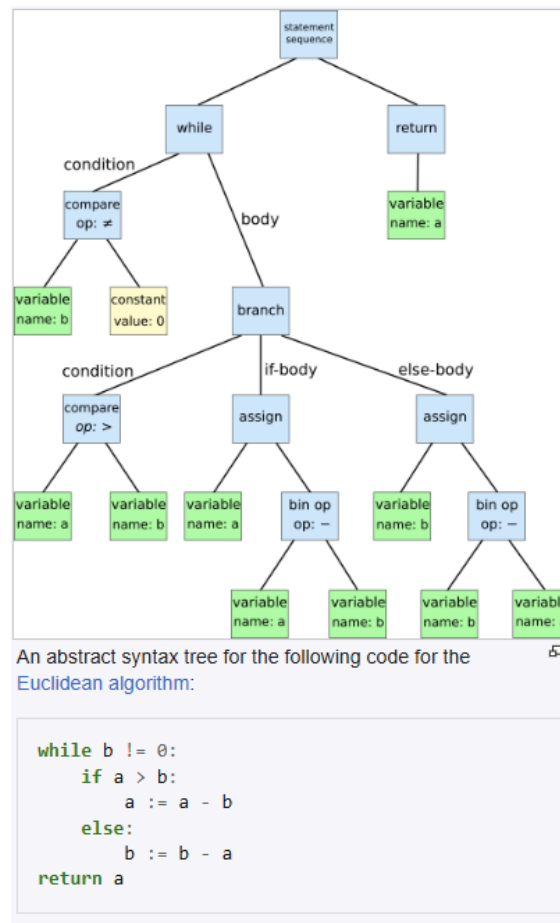 statement
sequence
while
return
condition
body
compare
op: ≠
variable
name: a
variable
name: b
constant
value: 0
branch
condition
if-body
else-body
compare
op: >
assign
assign
variable
name: a
variable
name: b
variable
name: a
bin op
op: −
variable
name: b
bin op
op: −
variable
name: a
variable
name: b
variable
name: b
name:
An abstract syntax tree for the following code for the
Euclidean algorithm:
while b != 0:
    if a > b:
        a := a - b
    else:
        b := b - a
return a